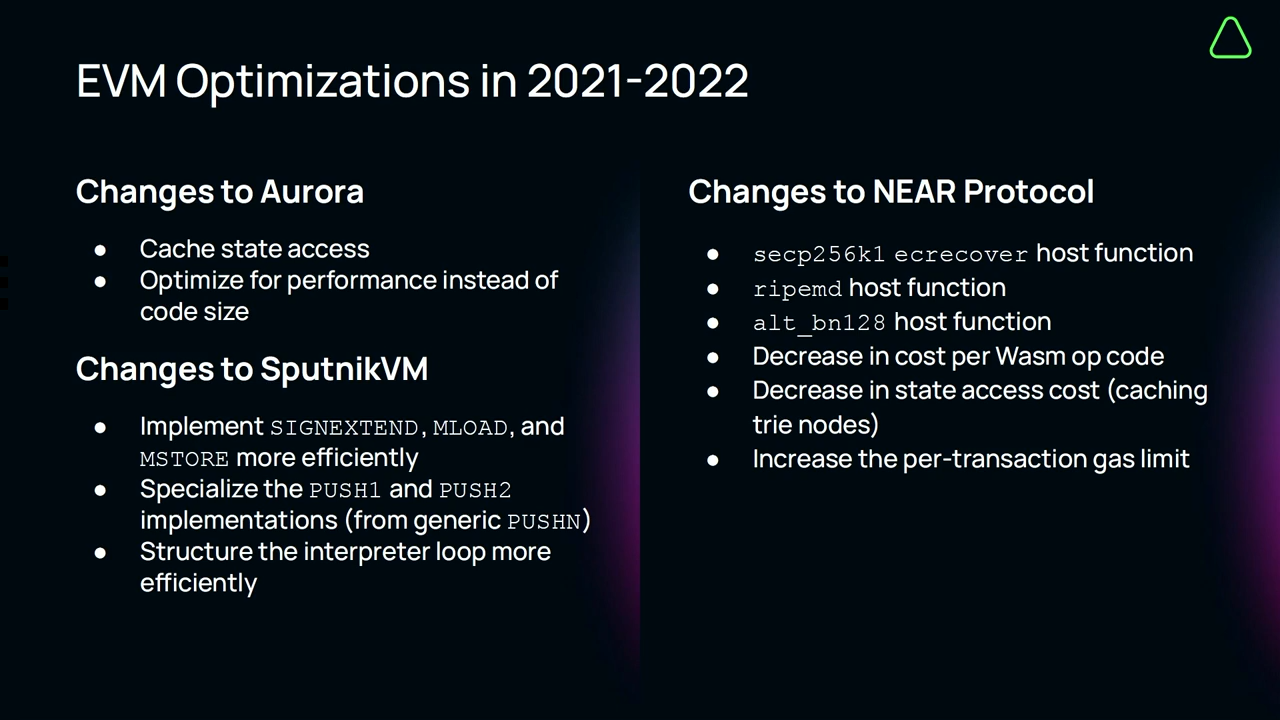 EVM Optimizations in 2021-2022
Changes to Aurora
● Cache state access
● Optimize for performance instead of
code size
Changes to SputnikVM
● Implement SIGNEXTEND, MLOAD, and
MSTORE more efficiently
● Specialize the PUSH1 and PUSH2
implementations (from generic PUSHN)
● Structure the interpreter loop more
efficiently
Changes to NEAR Protocol
● secp256k1 ecrecover host function
● ripemd host function
● alt_bn128 host function
● Decrease in cost per Wasm op code
● Decrease in state access cost (caching
trie nodes)
● Increase the per-transaction gas limit